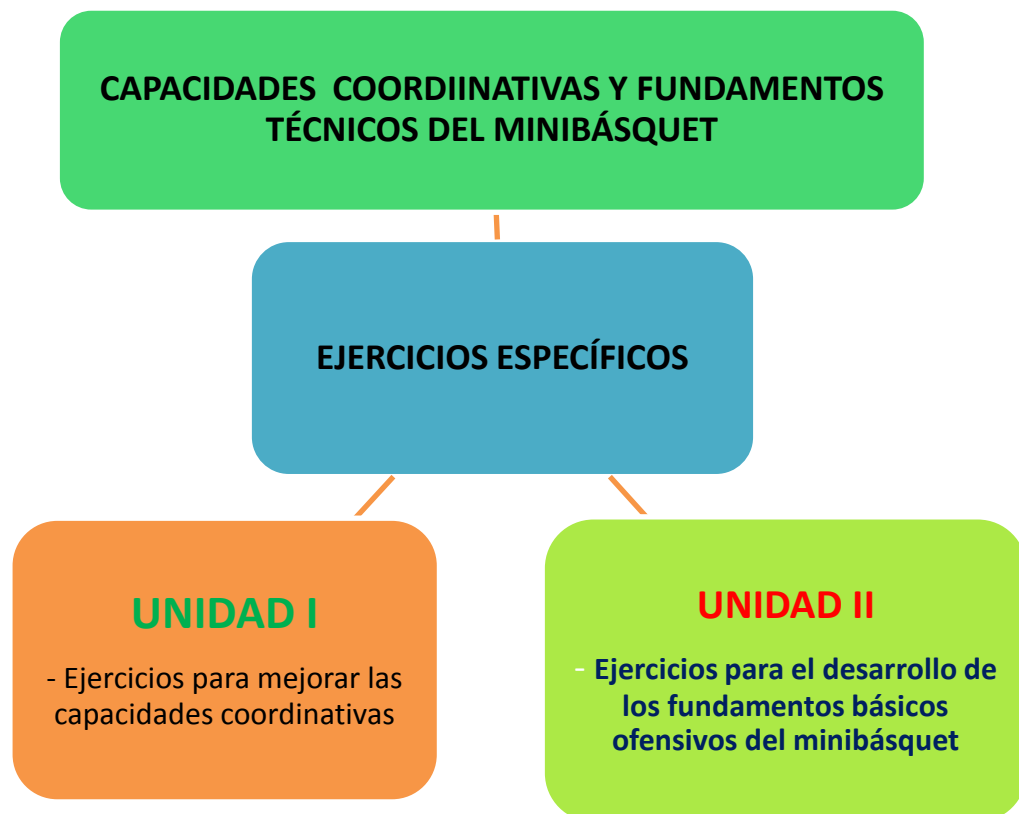 CAPACIDADES COORDIINATIVAS Y FUNDAMENTOS
TÉCNICOS DEL MINIBÁSQUET
EJERCICIOS ESPECÍFICOS
UNIDAD I
- Ejercicios para mejorar las
capacidades coordinativas
UNIDAD II
- Ejercicios para el desarrollo de
los fundamentos básicos
ofensivos del minibásquet